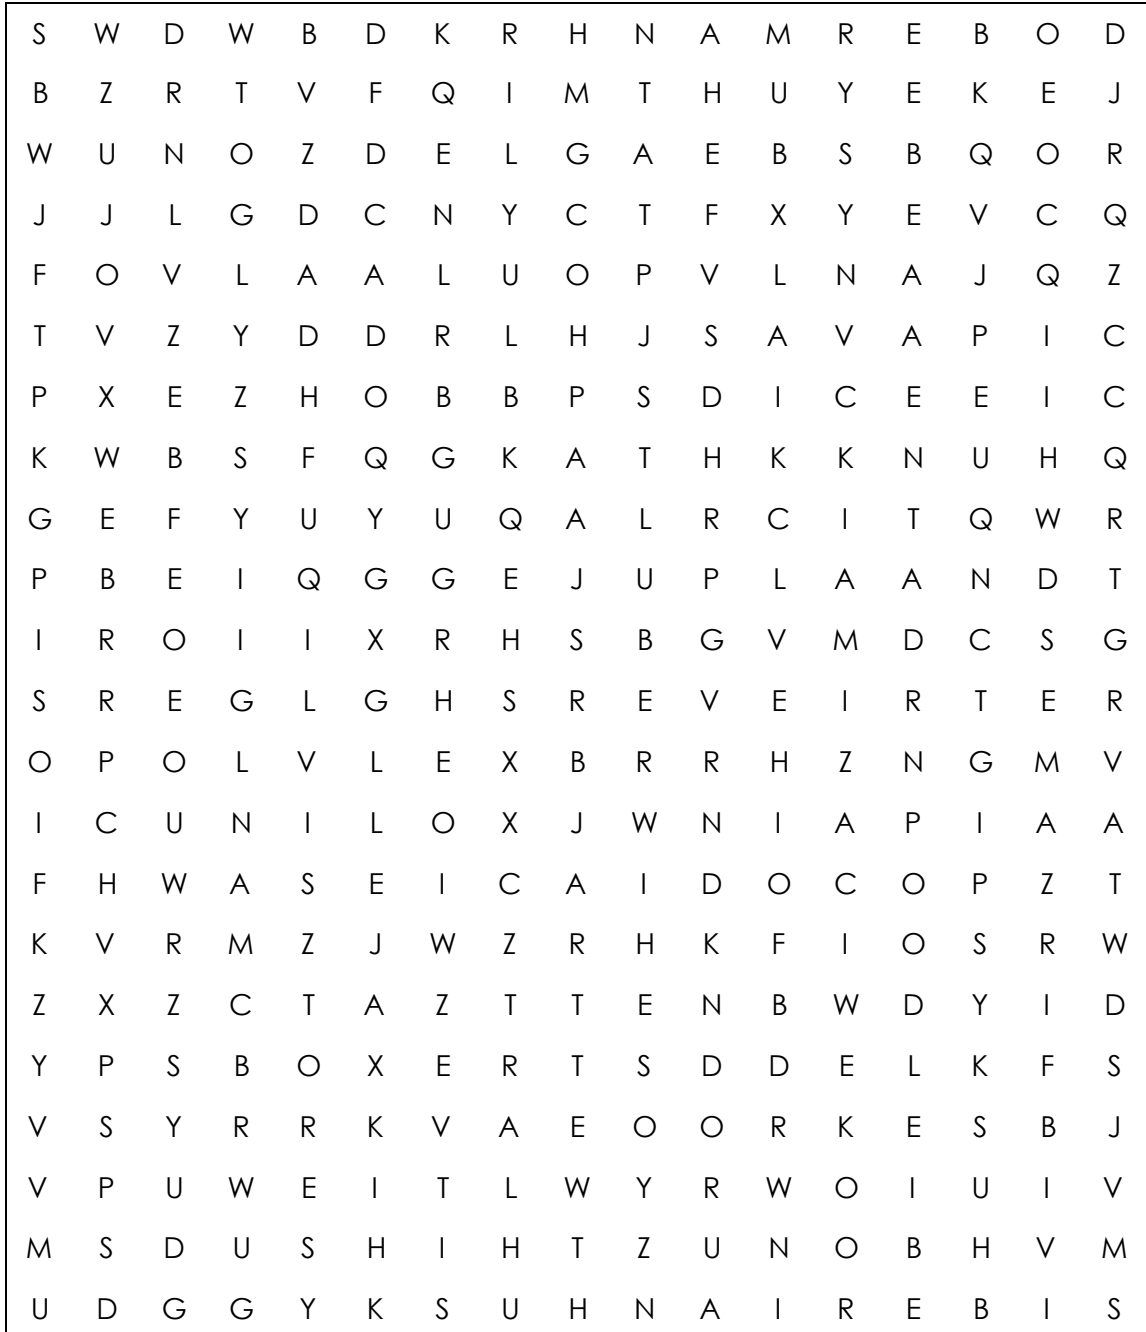 S W D W B D K R H N A M R E B O D
B Z R T V F Q I M T H U Y E K E J
W U N O Z D E L G A E B S B Q O R
J J L G D C N Y C T F X Y E V C Q
F O V L A A L U O P V L N A J Q Z
T V Z Y D D R L H J S A V A P I C
P X E Z H O B B P S D I C E E I C
K W B S F Q G K A T H K K N U H Q
G E F Y U Y U Q A L R C I T Q W R
P B E I Q G G E J U P L A A N D T
I R O I I X R H S B G V M D C S G
S R E G L G H S R E V E I R T E R
O P O L V L E X B R R H Z N G M V
I C U N I L O X J W N I A P I A A
F H W A S E I C A I D O C O P Z T
K V R M Z J W Z R H K F I O S R W
Z X Z C T A Z T T E N B W D Y I D
Y P S B O X E R T S D D E L K F S
V S Y R R K V A E O O R K E S B J
V P U W E I T L W Y R W O I U I V
M S D U S H I H T Z U N O B H V M
U D G G Y K S U H N A I R E B I S